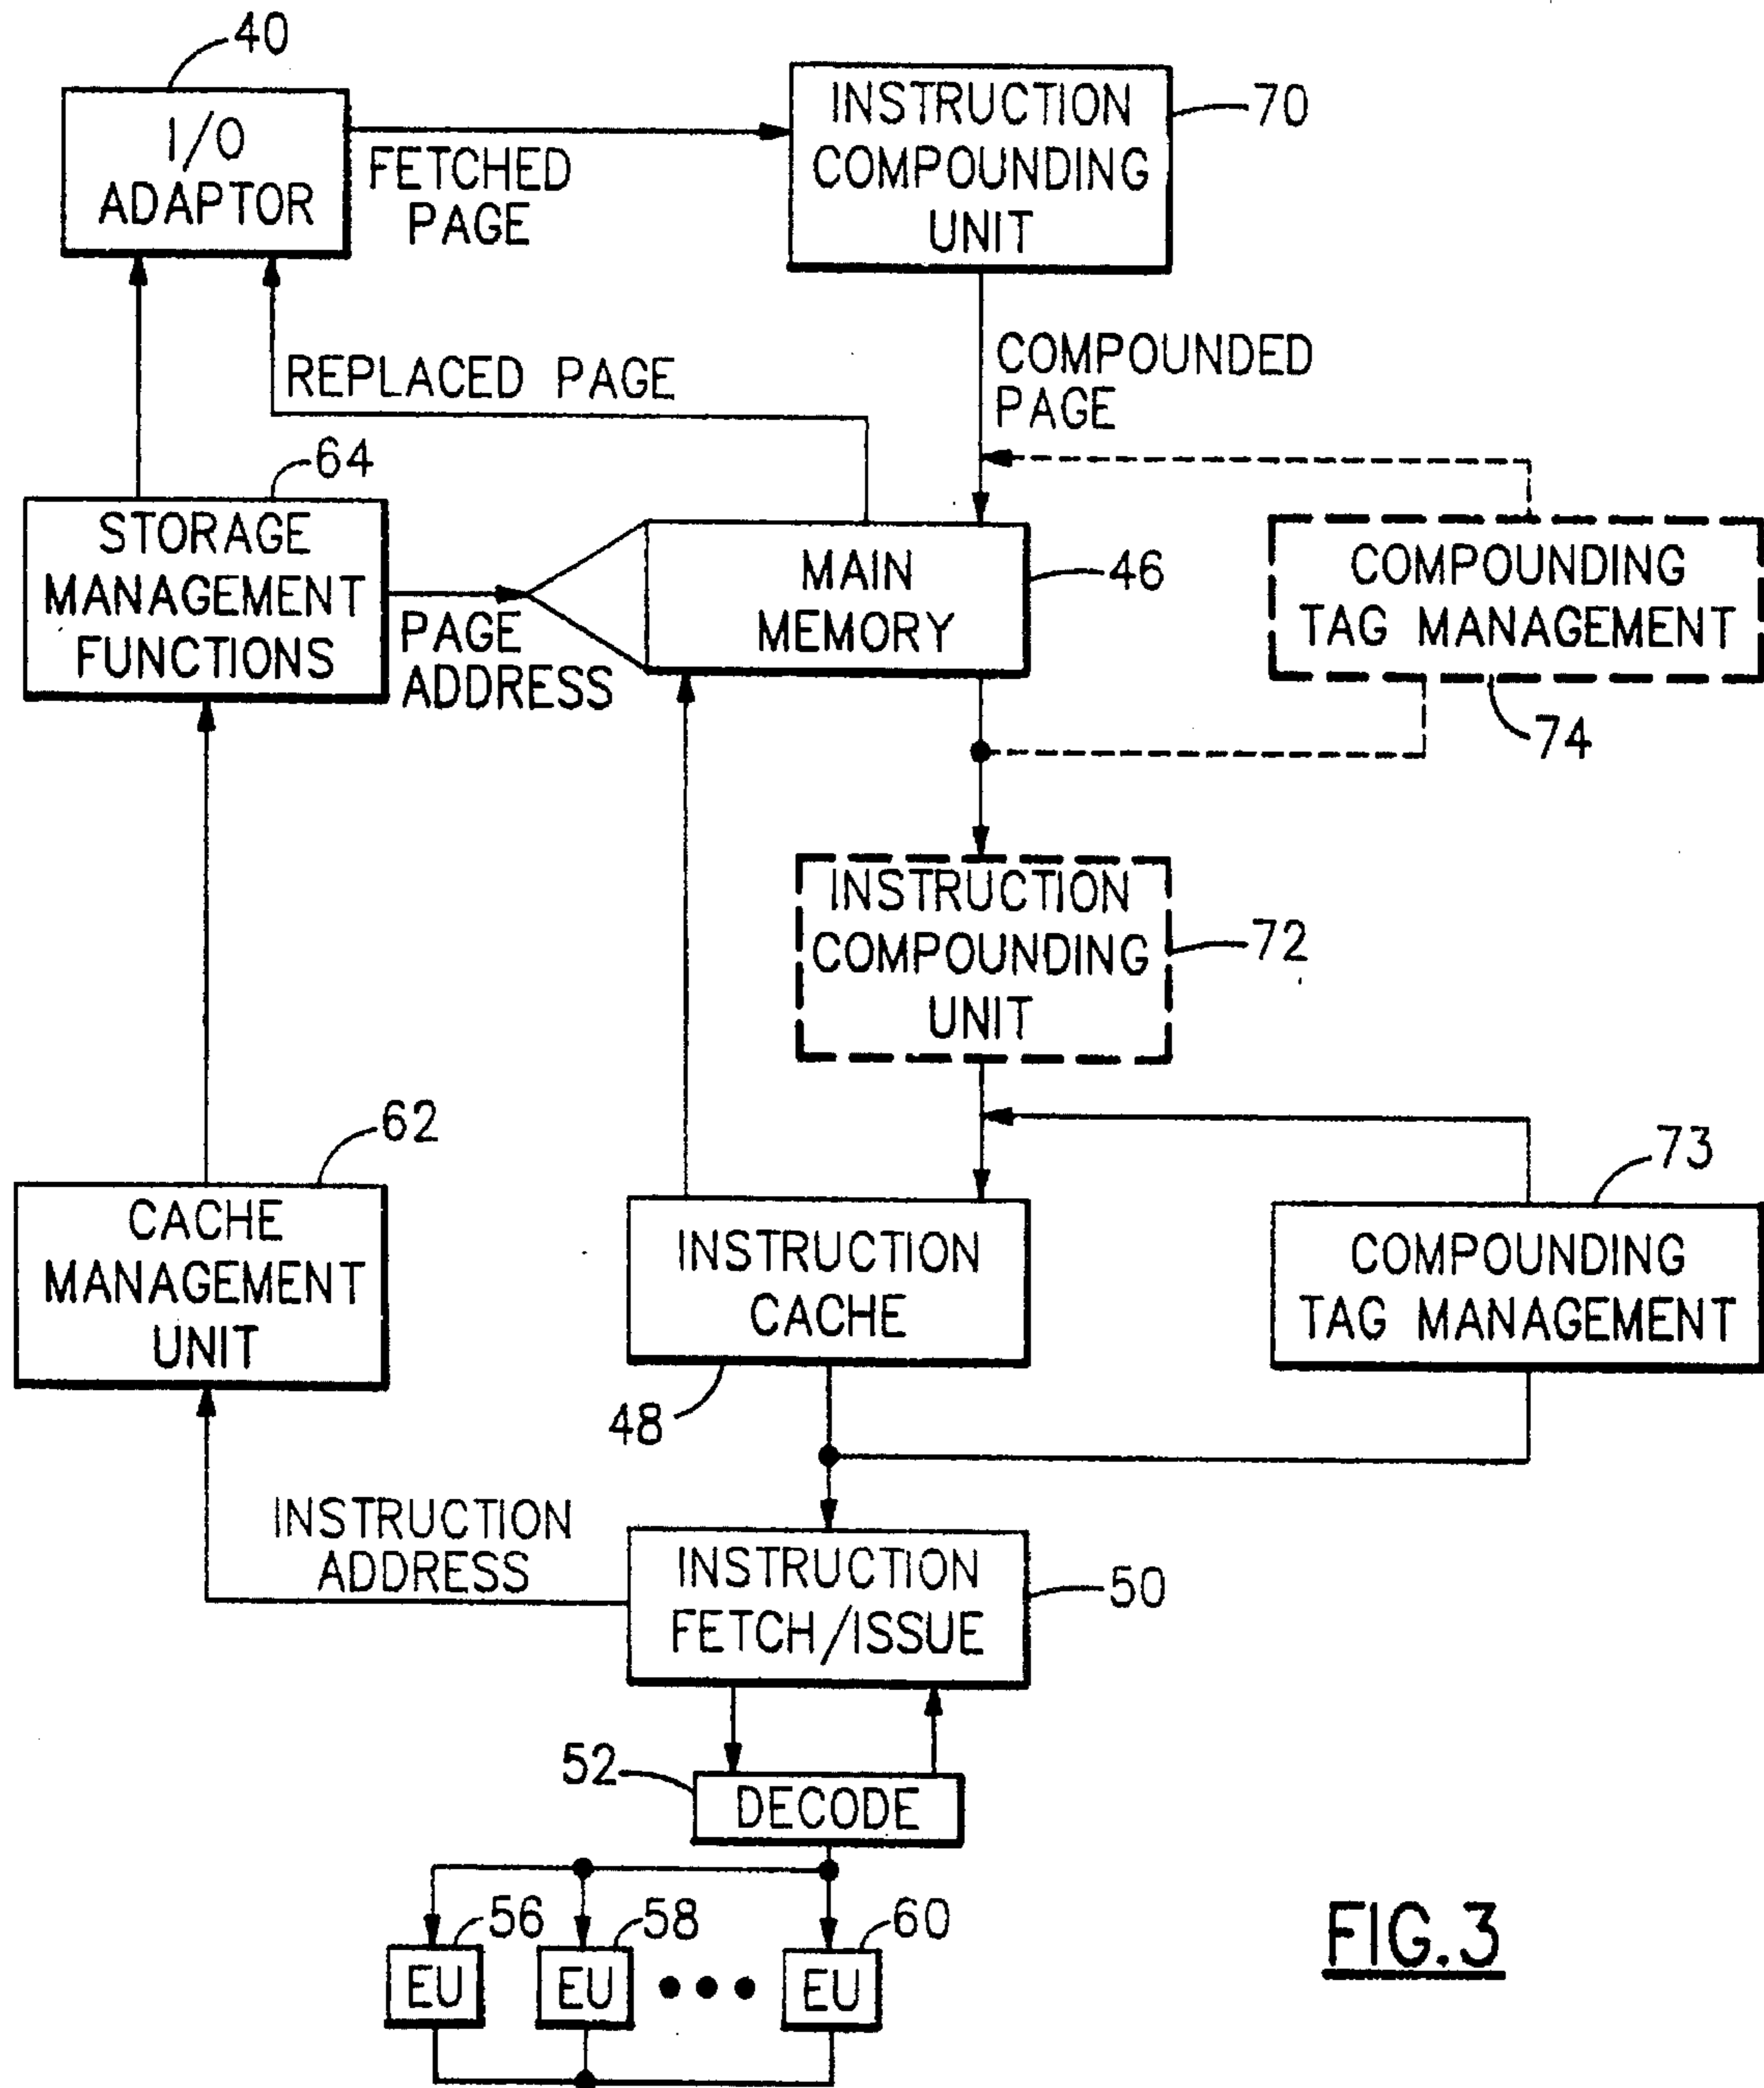 40
I/O
ADAPTOR
FETCHED
PAGE
INSTRUCTION
COMPOUNDING
UNIT
70
REPLACED PAGE
COMPOUNDED
PAGE
64
STORAGE
MANAGEMENT
FUNCTIONS
PAGE
ADDRESS
MAIN
MEMORY
46
COMPOUNDING
TAG MANAGEMENT
74
INSTRUCTION
COMPOUNDING
UNIT
72
62
CACHE
MANAGEMENT
UNIT
INSTRUCTION
CACHE
48
73
COMPOUNDING
TAG MANAGEMENT
INSTRUCTION
ADDRESS
INSTRUCTION
FETCH/ISSUE
50
52
DECODE
56
58
60
EU
EU
EU
FIG.3